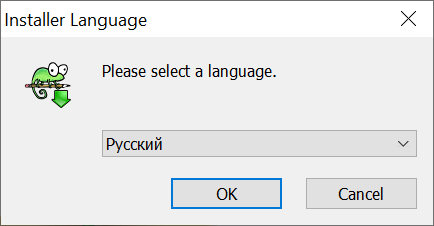 Installer Language
Please select a language.
Русский
OK
Cancel